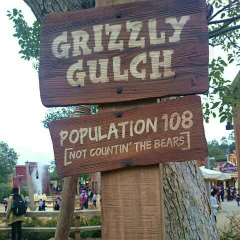 GRIZZLY
GULCH
POPULATION 108
[NOT COUNTIN' THE BEARS]